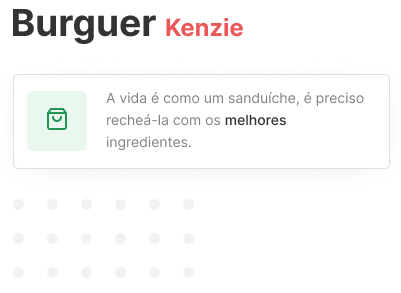 Burguer Kenzie
A vida é como um sanduíche, é preciso
recheá-la com os melhores
ingredientes.